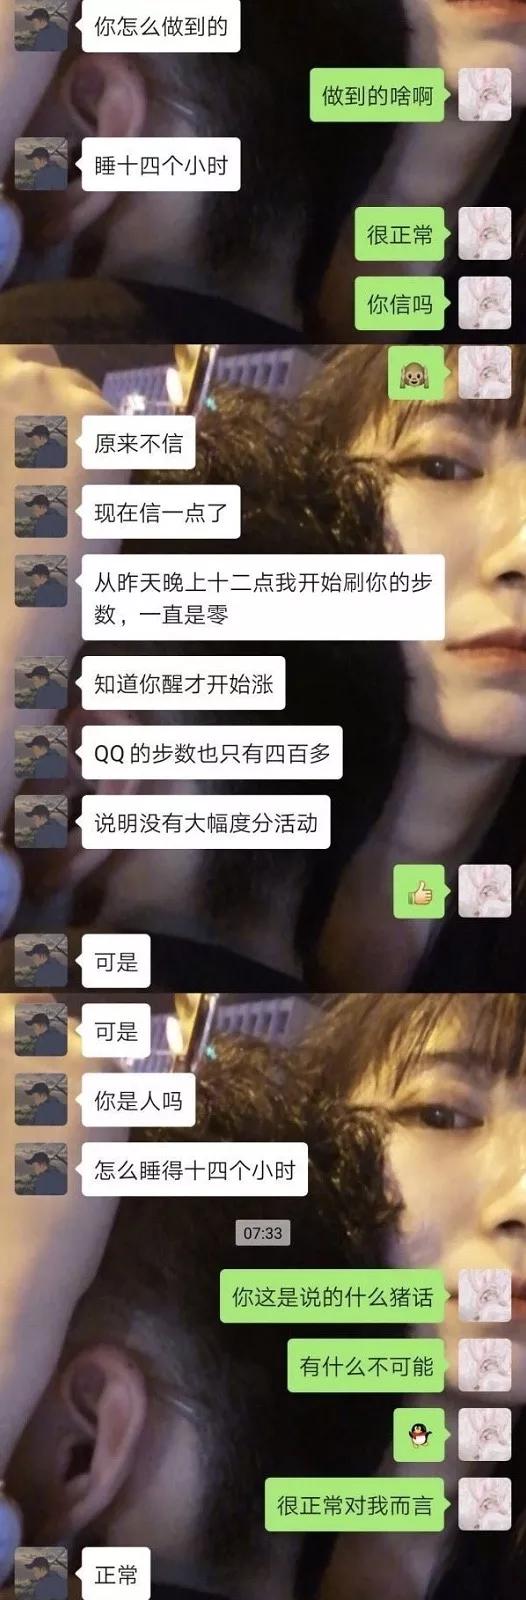 你怎么做到的
做到的啥啊
睡十四个小时
很正常
你信吗
原来不信
现在信一点了
从昨天晚上十二点我开始刷你的步
数，一直是零
知道你醒才开始涨
QQ的步数也只有四百多
说明没有大幅度分活动
可是
可是
你是人吗
怎么睡得十四个小时
07:33
你这是说的什么猪话
有什么不可能
很正常对我而言
正常